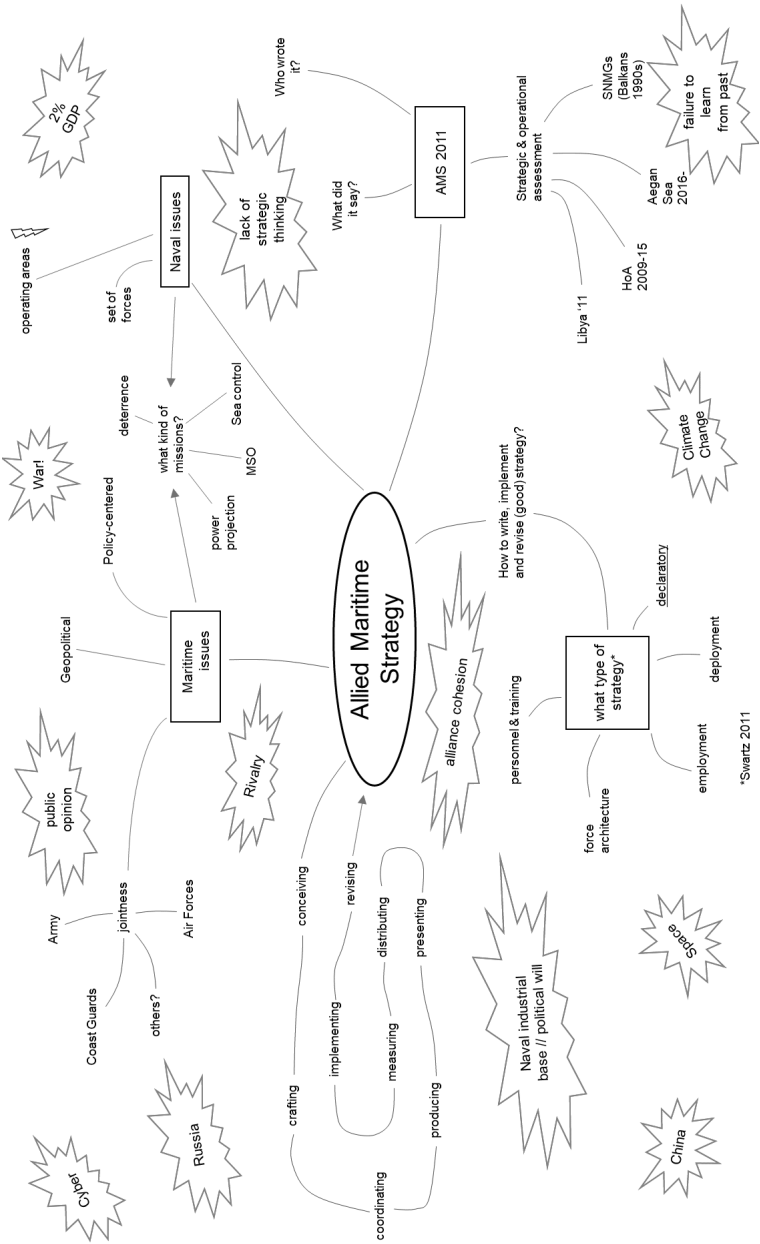 Cyber
Russia
Coast Guards
others?
Army
jointness
Air Forces
public
opinion
Rivalry
Geopolitical
Policy-centered
Maritime
issues
War!
deterrence
what kind of
missions?
Sea control
MSO
power
projection
operating areas
set of
forces
Naval issues
2%
GDP
lack of
strategic
thinking
Who wrote
it?
What did
it say?
AMS 2011
Strategic & operational
assessment
SNMGs
(Balkans
1990s)
failure to
learn
from past
Aegan
Sea
2016-
HoA
2009-15
Libya ‘11
Allied Maritime
Strategy
conceiving
crafting
coordinating
producing
presenting
distributing
measuring
implementing
revising
alliance cohesion
How to write, implement
and revise (good) strategy?
what type of
strategy*
declaratory
deployment
employment
force
architecture
personnel & training
Climate
Change
Naval industrial
base // political will
Space
China
*Swartz 2011